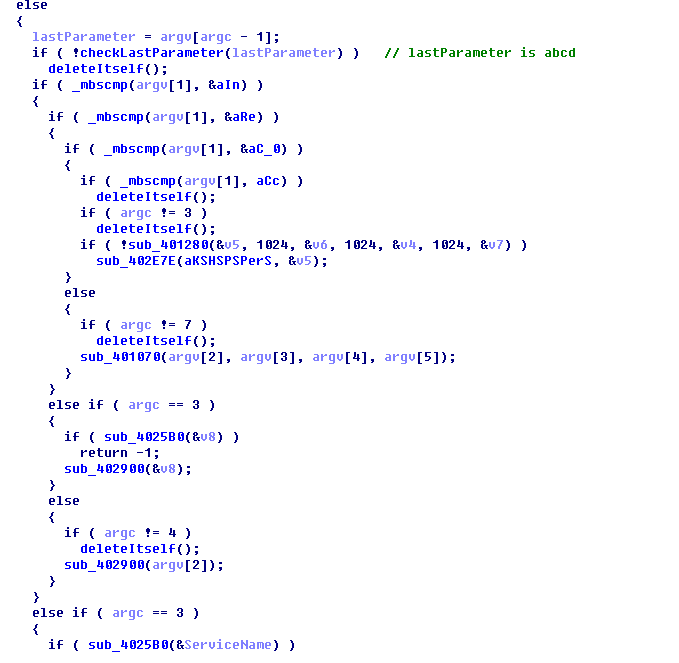 else
{
lastParameter = argv[argc - 1];
if ( !checkLastParameter(lastParameter) )   // lastParameter is abcd
deleteItself();
if ( _mbscmp(argv[1], &aIn) )
{
if ( _mbscmp(argv[1], &aRe) )
{
if ( _mbscmp(argv[1], &aC_0) )
{
if ( _mbscmp(argv[1], aCc) )
deleteItself();
if ( argc != 3 )
deleteItself();
if ( !sub_401280(&v5, 1024, &v6, 1024, &v4, 1024, &v7) )
sub_402E7E(aKSHSPSPerS, &v5);
}
else
{
if ( argc != 7 )
deleteItself();
sub_401070(argv[2], argv[3], argv[4], argv[5]);
}
}
else if ( argc == 3 )
{
if ( sub_4025B0(&v8) )
return -1;
sub_402900(&v8);
}
else
{
if ( argc != 4 )
deleteItself();
sub_402900(argv[2]);
}
}
else if ( argc == 3 )
{
if ( sub_4025B0(&ServiceName) )